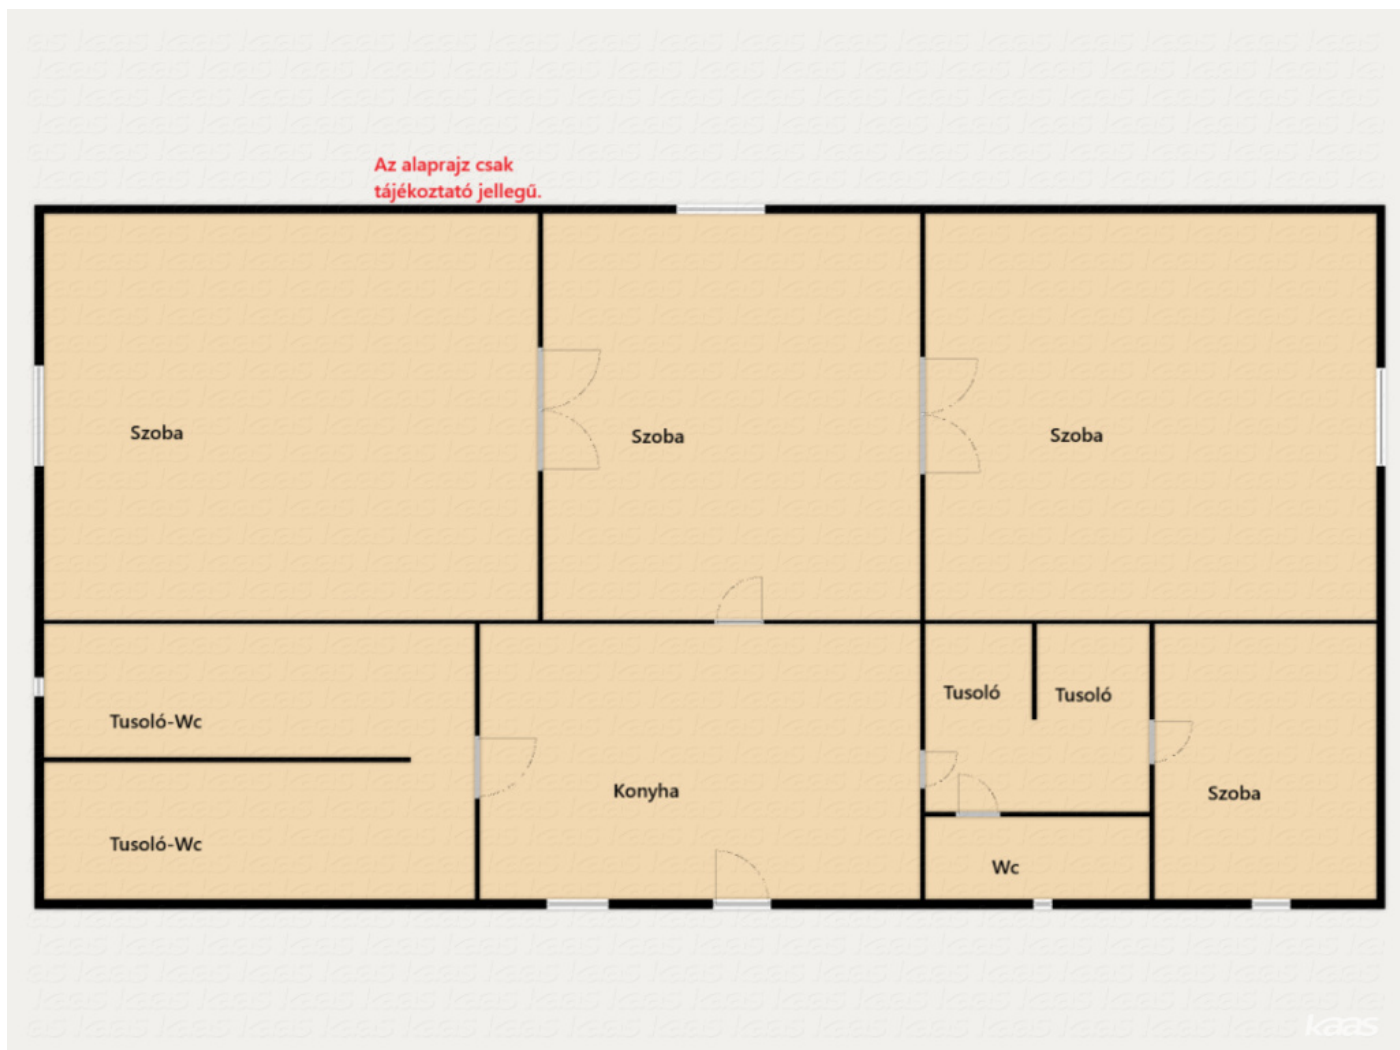 Az alaprajz csak
tájékoztató jellegű.
Szoba
Szoba
Szoba
Tusoló-Wc
Tusoló
Tusoló
Konyha
Szoba
Tusoló-Wc
Wc
kaas